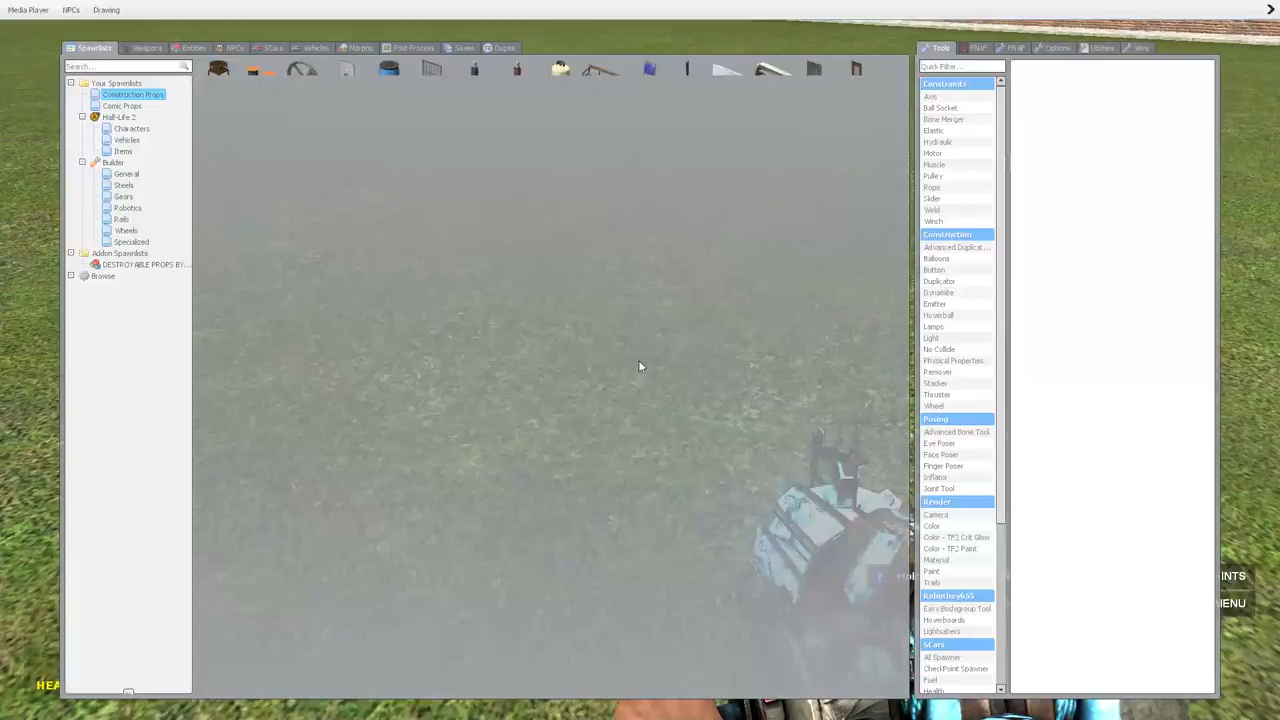 Media Player NPCs Drawing
Spawnlists Weapons Entities NPCs SCars Vehicles Morphs Post Process Saves Dupes
Tools FNaF FNAF Options Utilities Wire
Search...
Your Spawnlists
Construction Props
Comic Props
Half-Life 2
Characters
Vehicles
Items
Builder
General
Steels
Gears
Robotics
Rails
Wheels
Specialized
Addon Spawnlists
DESTROYABLE PROPS BY...
Browse
Quick Filter...
Constraints
Axis
Ball Socket
Bone Merger
Elastic
Hydraulic
Motor
Muscle
Pulley
Rope
Slider
Weld
Winch
Construction
Advanced Duplicat...
Balloons
Button
Duplicator
Dynamite
Emitter
Hoverball
Lamps
Light
No Collide
Physical Properties
Remover
Stacker
Thruster
Wheel
Posing
Advanced Bone Tool
Eye Poser
Face Poser
Finger Poser
Inflator
Joint Tool
Render
Camera
Color
Color - TF2 Crit Glow
Color - TF2 Paint
Material
Paint
Trails
Robotboy655
Easy Bodygroup Tool
Hoverboards
Lightsabers
SCars
AI Spawner
CheckPoint Spawner
Fuel
Health
INTS
MENU
HEA